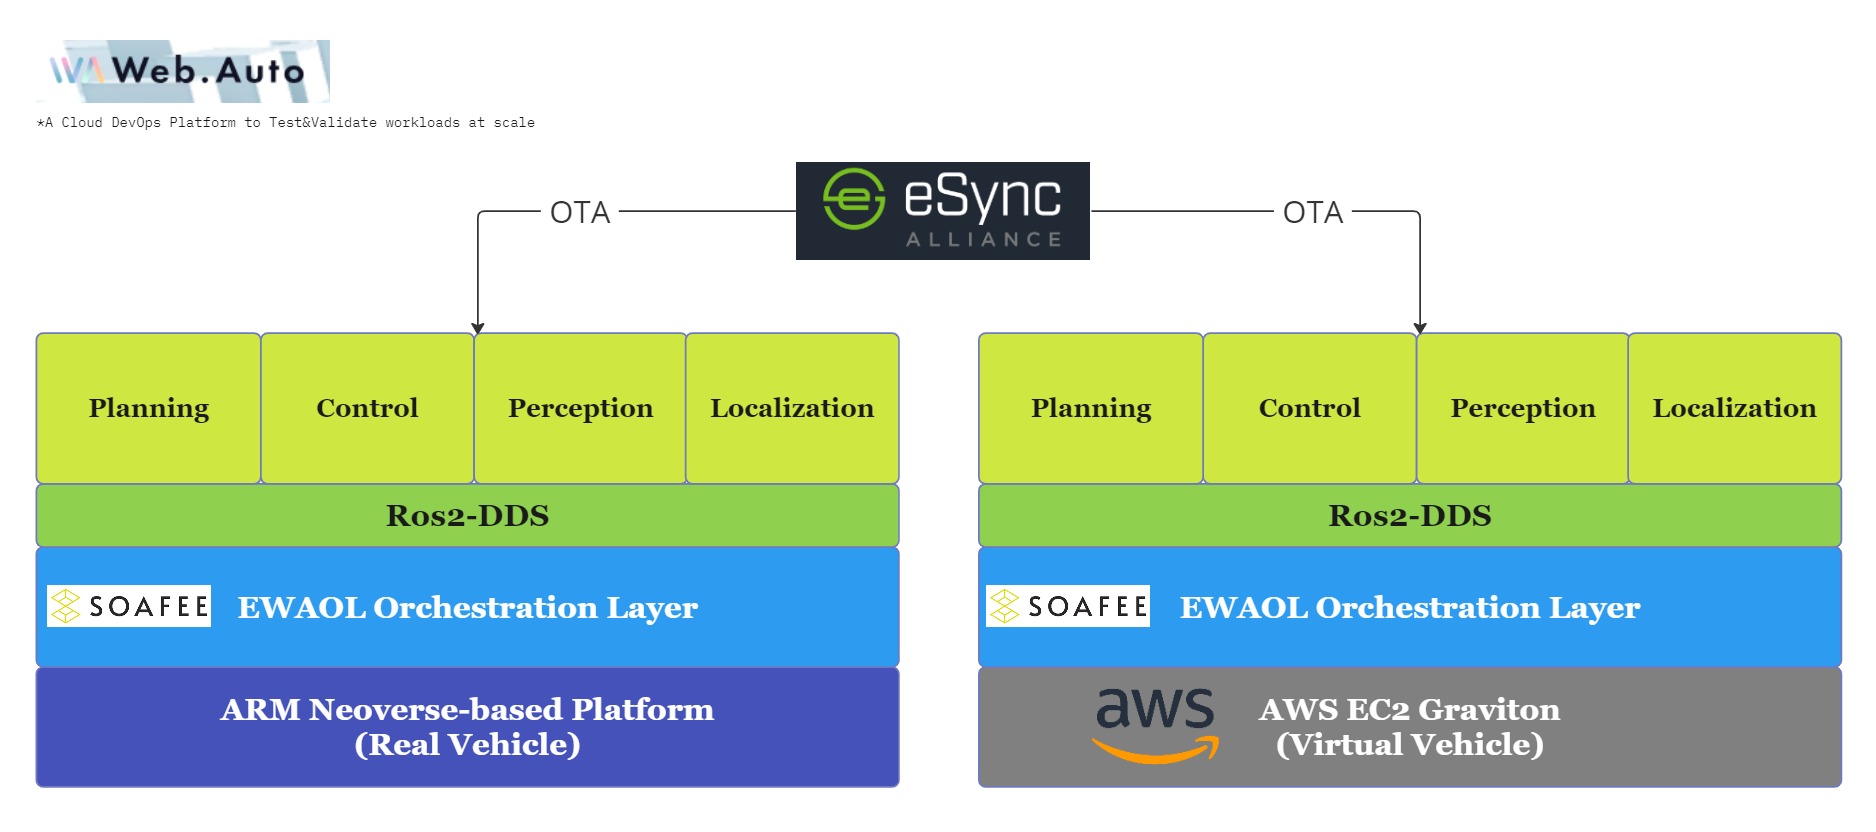 WA Web.Auto
*A Cloud DevOps Platform to Test&Validate workloads at scale
OTA
e eSync
ALLIANCE
OTA
Planning
Control
Perception
Localization
Ros2-DDS
SOAFEE
EWAOL Orchestration Layer
ARM Neoverse-based Platform
(Real Vehicle)
Planning
Control
Perception
Localization
Ros2-DDS
SOAFEE
EWAOL Orchestration Layer
aws
AWS EC2 Graviton
(Virtual Vehicle)